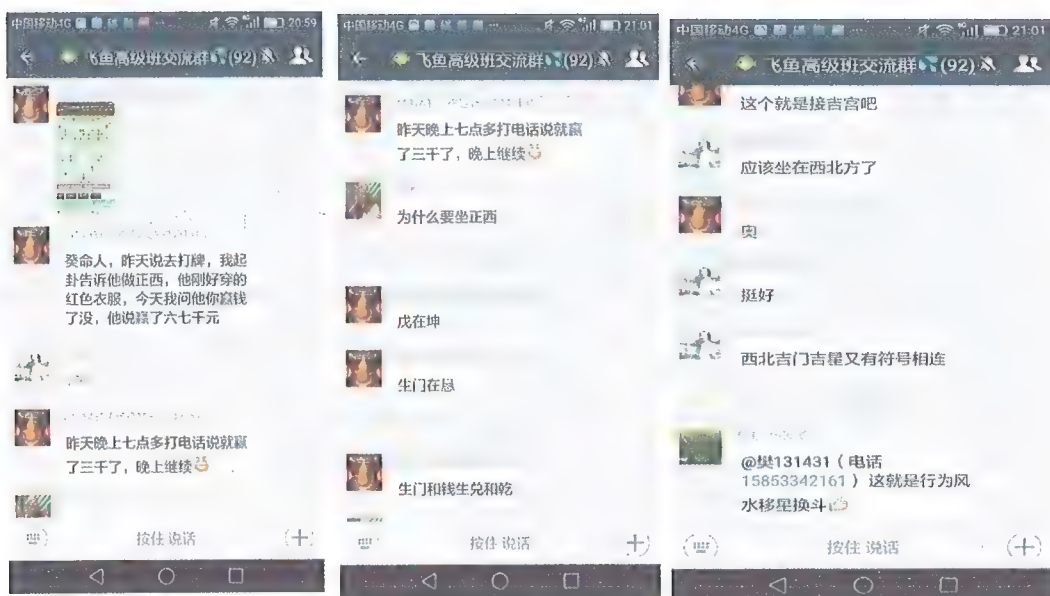 中国移动4G 20:59
飞鱼高级班交流群(92)
癸命人，昨天说去打牌，我起
卦告诉他做正西，他刚好穿的
红色衣服，今天我问他你赢钱
了没，他说赢了六七千元
昨天晚上七点多打电话说就赢
了三千了，晚上继续
按住 说话
中国移动4G 21:01
飞鱼高级班交流群(92)
昨天晚上七点多打电话说就赢
了三千了，晚上继续
为什么要坐正西
戊在坤
生门在恳
生门和钱生兑和乾
按住 说话
中国移动4G 21:01
飞鱼高级班交流群(92)
这个就是接吉宫吧
应该坐在西北方了
奥
挺好
西北吉门吉星又有符号相连
@樊131431（电话
15853342161）这就是行为风
水移星换斗
按住 说话